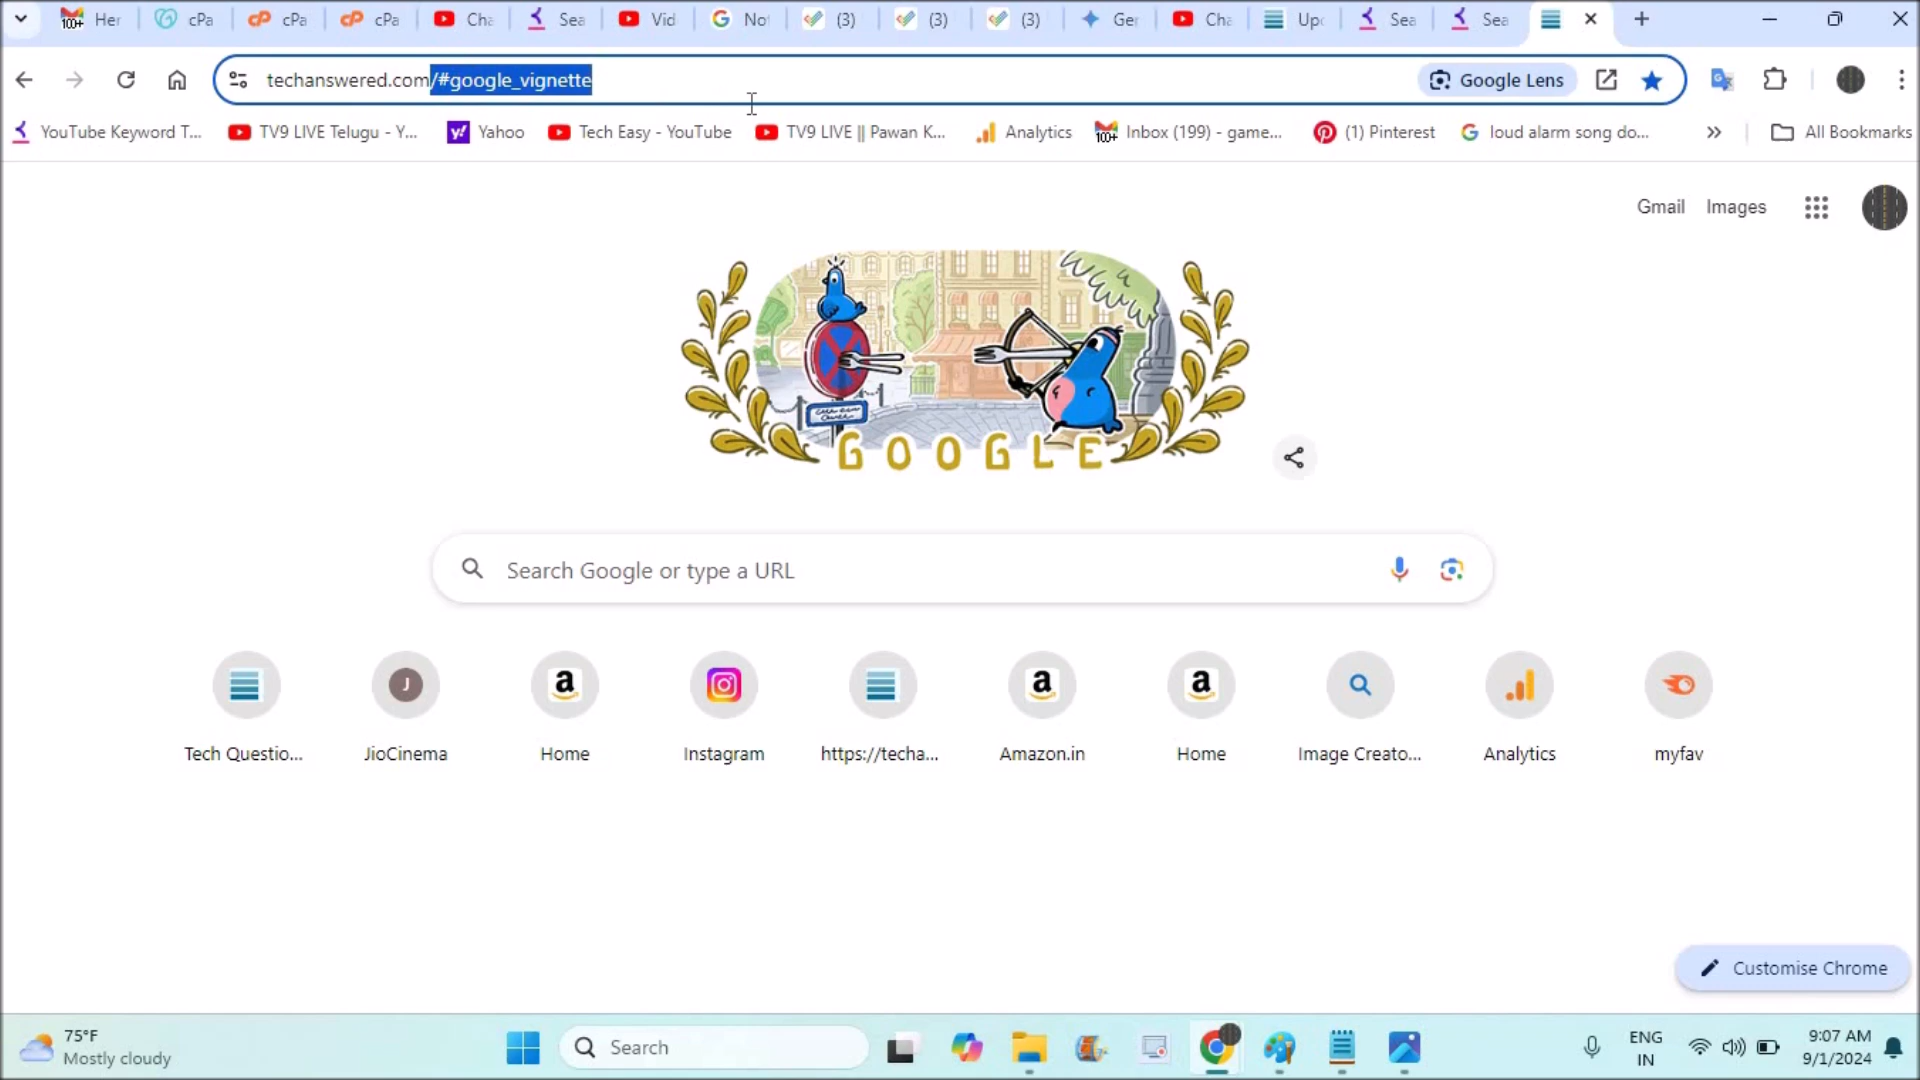 Her cPa cPa cPa Cha Sea Vid No (3) (3) (3) Ger Cha Upc Sea Sea
techanswered.com/#google_vignette Google Lens
YouTube Keyword T... TV9 LIVE Telugu - Y... Yahoo Tech Easy - YouTube TV9 LIVE || Pawan K... Analytics Inbox (199) - game... (1) Pinterest loud alarm song do... All Bookmarks
Gmail Images
GOOGLE
Search Google or type a URL
Tech Questio... JioCinema Home Instagram https://techa... Amazon.in Home Image Creato... Analytics myfav
Customise Chrome
75°F
Mostly cloudy
Search
ENG
IN
9:07 AM
9/1/2024